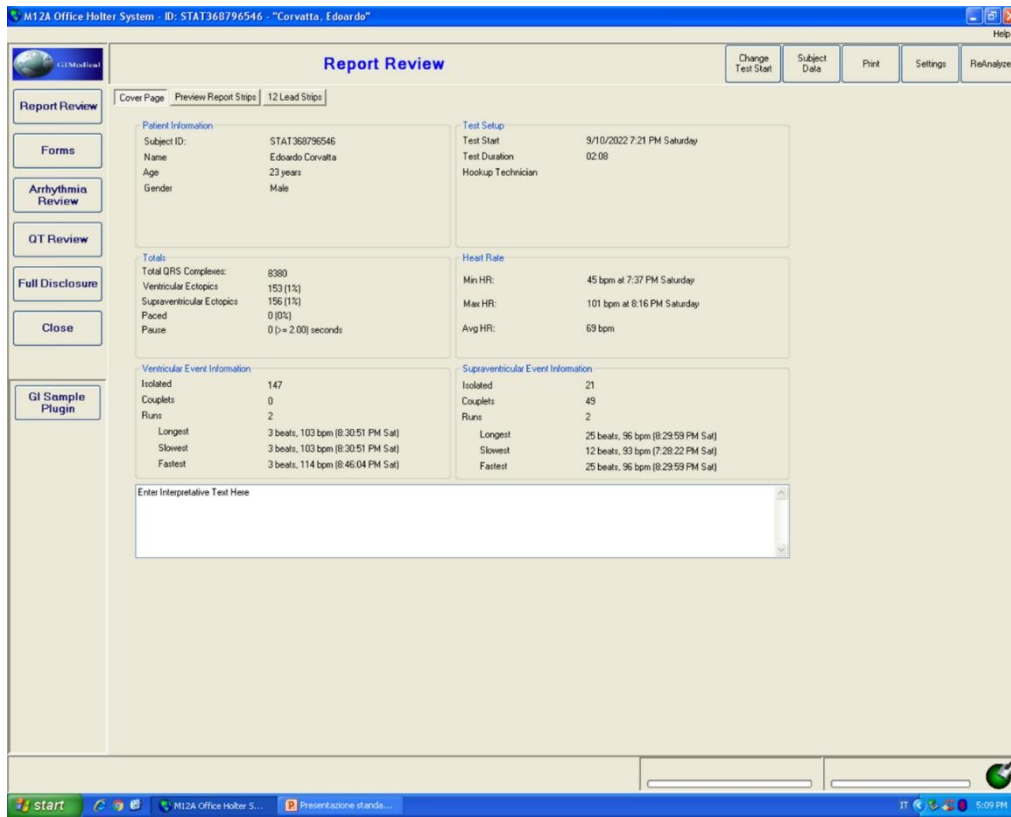 M12A Office Holter System - ID: STAT368796546 - "Corvatta, Edoardo"
Help
GIMedical
Report Review
Change Test Start
Subject Data
Print
Settings
ReAnalyze
Report Review
Forms
Arrhythmia Review
QT Review
Full Disclosure
Close
GI Sample Plugin
Cover Page Preview Report Strips 12 Lead Strips
Patient Information
Subject ID: STAT368796546
Name Edoardo Corvatta
Age 23 years
Gender Male
Test Setup
Test Start 9/10/2022 7:21 PM Saturday
Test Duration 02:08
Hookup Technician
Totals
Total QRS Complexes: 8380
Ventricular Ectopics 153 (1%)
Supraventricular Ectopics 156 (1%)
Paced 0 (0%)
Pause 0 (>= 2.00) seconds
Heart Rate
Min HR: 45 bpm at 7:37 PM Saturday
Max HR: 101 bpm at 8:16 PM Saturday
Avg HR: 69 bpm
Ventricular Event Information
Isolated 147
Couplets 0
Runs 2
Longest 3 beats, 103 bpm (8:30:51 PM Sat)
Slowest 3 beats, 103 bpm (8:30:51 PM Sat)
Fastest 3 beats, 114 bpm (8:46:04 PM Sat)
Supraventricular Event Information
Isolated 21
Couplets 49
Runs 2
Longest 25 beats, 96 bpm (8:29:59 PM Sat)
Slowest 12 beats, 93 bpm (7:28:22 PM Sat)
Fastest 25 beats, 96 bpm (8:29:59 PM Sat)
Enter Interpretative Text Here
start
M12A Office Holter S...
Presentazione standa...
IT
5:09 PM